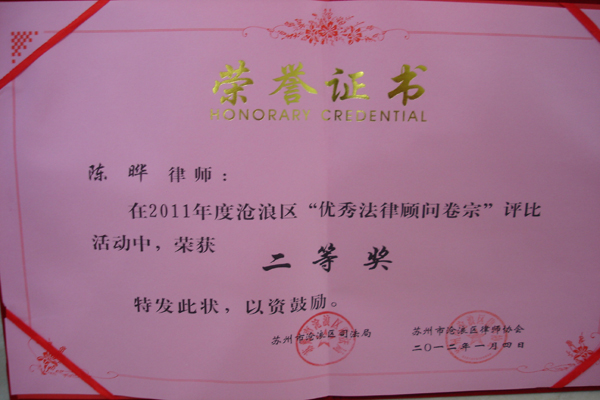 荣誉证书
HONORARY CREDENTIAL
陈晔 律师：
在2011年度沧浪区“优秀法律顾问卷宗”评比
活动中，荣获
二等奖
特发此状，以资鼓励。
苏州市沧浪区司法局 苏州市沧浪区律师协会
二〇一二年一月四日